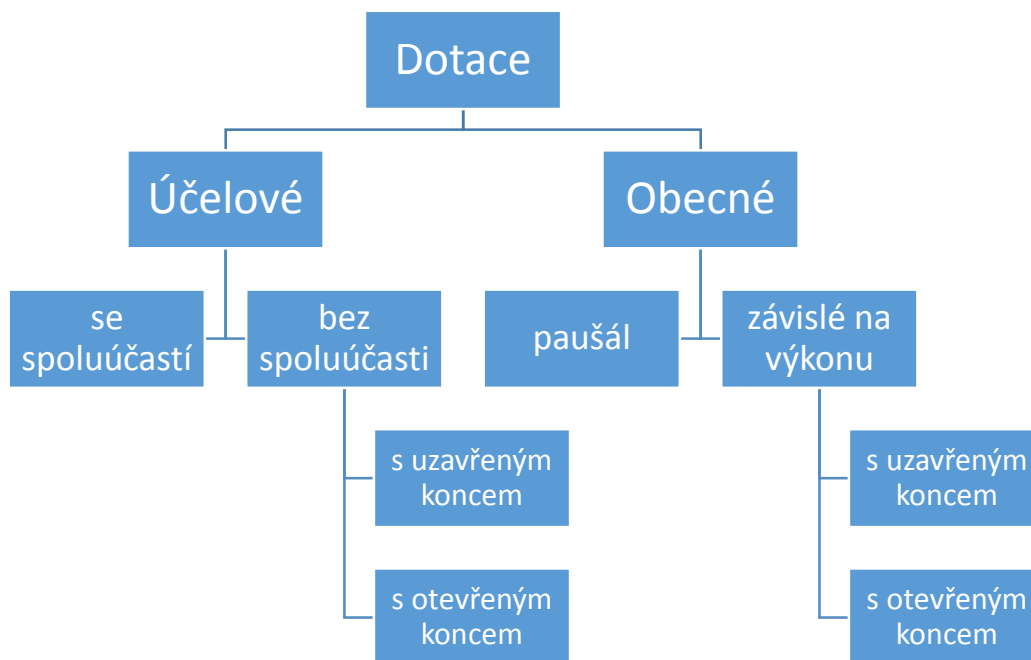 Dotace
Účelové
Obecné
se
spoluúčastí
bez
spoluúčasti
paušál
závislé na
výkonu
s uzavřeným
koncem
s otevřeným
koncem
s uzavřeným
koncem
s otevřeným
koncem